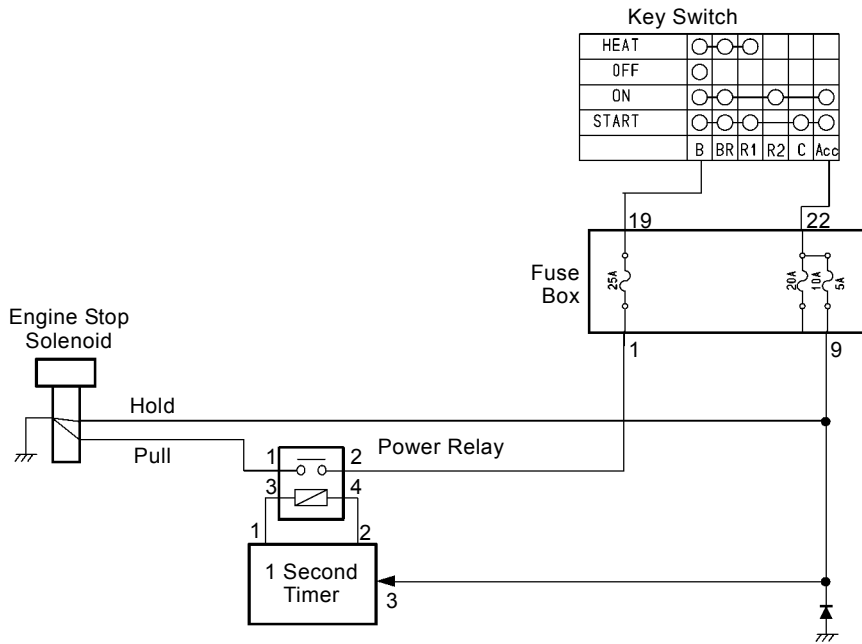 Key Switch
HEAT
OFF
ON
START
B BR R1 R2 C Acc
19 22
Fuse
Box
25A 20A 10A 5A
1 9
Engine Stop
Solenoid
Hold
Pull
Power Relay
1 2
3 4
1 2
1 Second
Timer
3